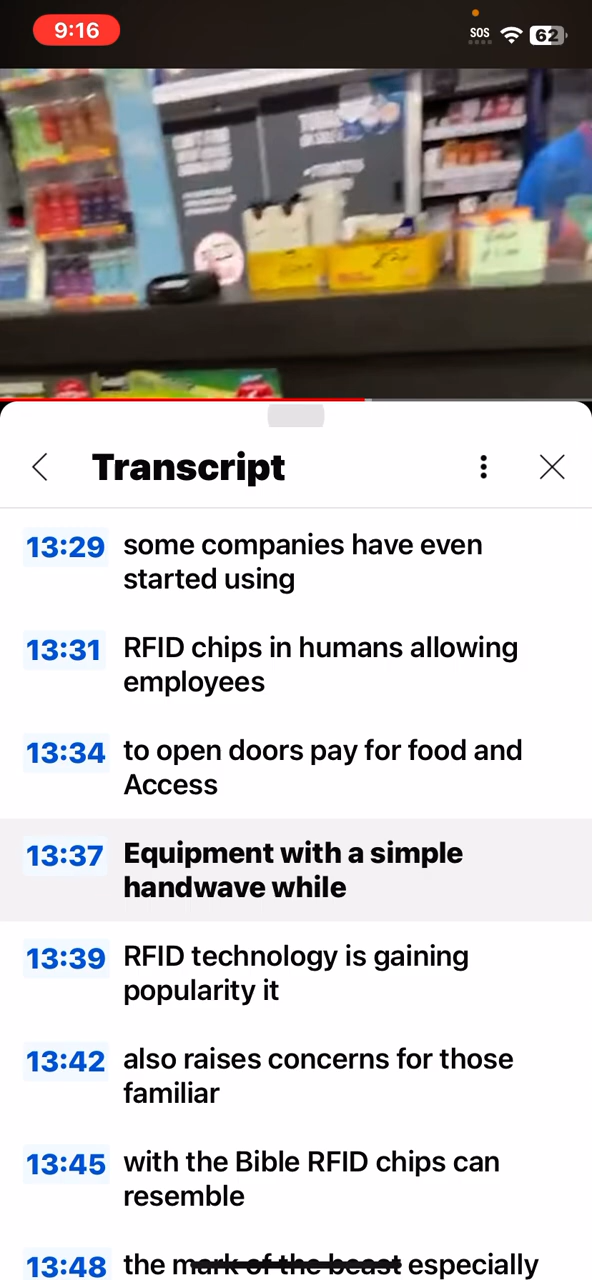 9:16
SOS
62
Transcript
13:29
some companies have even
started using
13:31
RFID chips in humans allowing
employees
13:34
to open doors pay for food and
Access
13:37
Equipment with a simple
handwave while
13:39
RFID technology is gaining
popularity it
13:42
also raises concerns for those
familiar
13:45
with the Bible RFID chips can
resemble
13:48
the mark of the beast especially